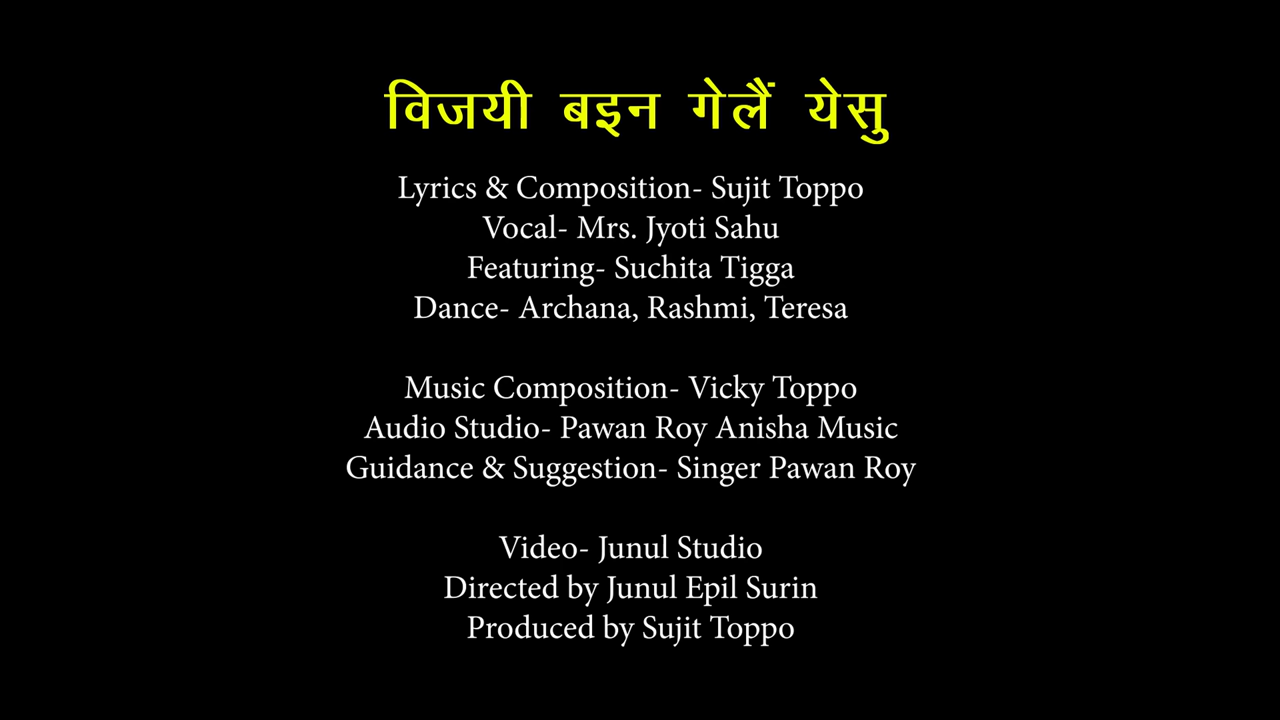 विजयी बइन गेलैं येसु
Lyrics & Composition- Sujit Toppo
Vocal- Mrs. Jyoti Sahu
Featuring- Suchita Tigga
Dance- Archana, Rashmi, Teresa
Music Composition- Vicky Toppo
Audio Studio- Pawan Roy Anisha Music
Guidance & Suggestion- Singer Pawan Roy
Video- Junul Studio
Directed by Junul Epil Surin
Produced by Sujit Toppo